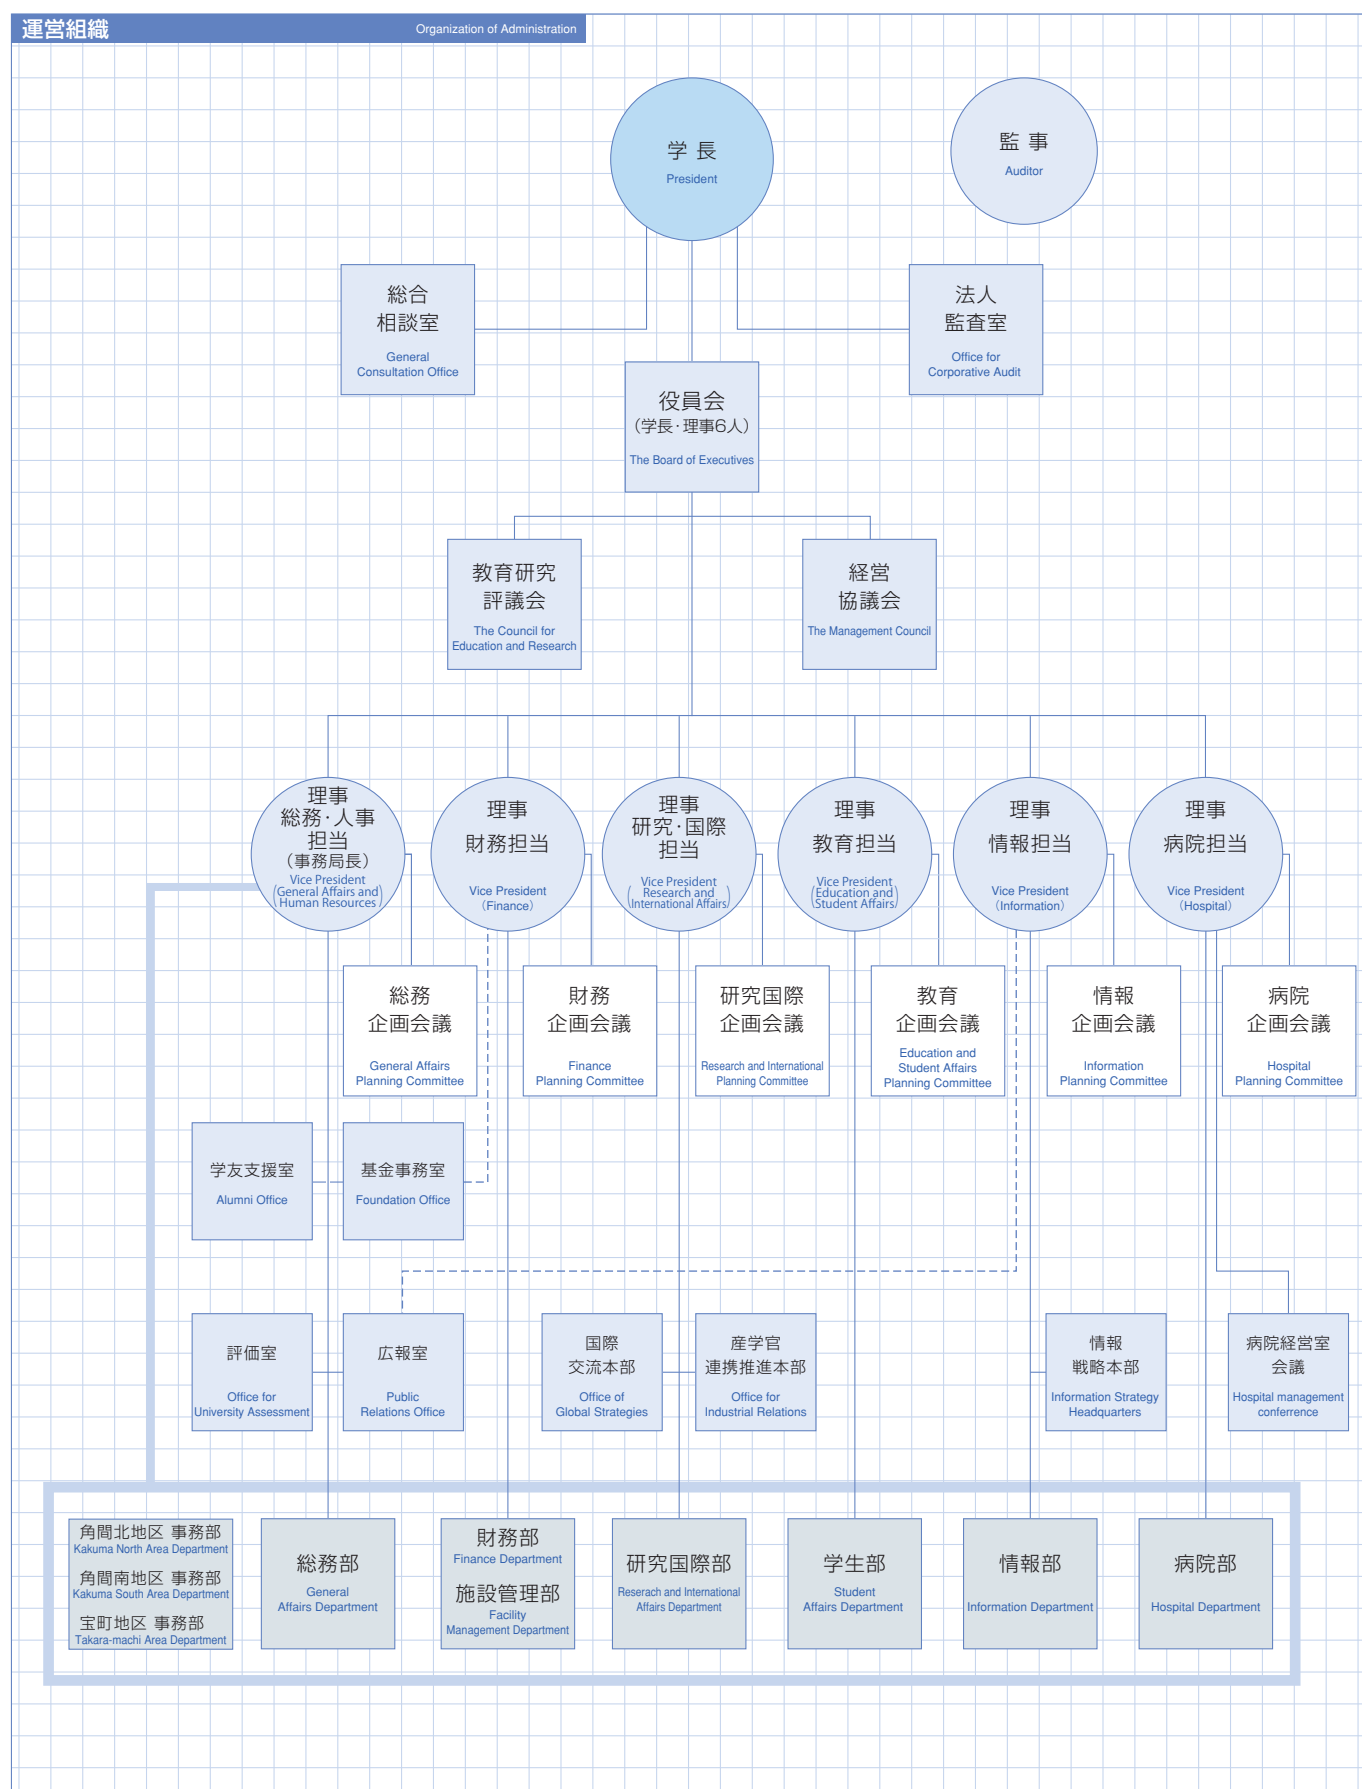 運営組織
Organization of Administration
学 長
President
監 事
Auditor
総合
相談室
General
Consultation Office
法人
監査室
Office for
Corporative Audit
役員会
（学長・理事6人）
The Board of Executives
教育研究
評議会
The Council for
Education and Research
経営
協議会
The Management Council
理事
総務・人事
担当
（事務局長）
Vice President
(General Affairs and
Human Resources)
理事
財務担当
Vice President
（Finance）
理事
研究・国際
担当
Vice President
(Research and
International Affairs)
理事
教育担当
Vice President
(Education and
Student Affairs)
理事
情報担当
Vice President
（Information）
理事
病院担当
Vice President
（Hospital）
総務
企画会議
General Affairs
Planning Committee
財務
企画会議
Finance
Planning Committee
研究国際
企画会議
Research and International
Planning Committee
教育
企画会議
Education and
Student Affairs
Planning Committee
情報
企画会議
Information
Planning Committee
病院
企画会議
Hospital
Planning Committee
学友支援室
Alumni Office
基金事務室
Foundation Office
評価室
Office for
University Assessment
広報室
Public
Relations Office
国際
交流本部
Office of
Global Strategies
産学官
連携推進本部
Office for
Industrial Relations
情報
戦略本部
Information Strategy
Headquarters
病院経営室
会議
Hospital management
conferrence
角間北地区 事務部
Kakuma North Area Department
角間南地区 事務部
Kakuma South Area Department
宝町地区 事務部
Takara-machi Area Department
総務部
General
Affairs Department
財務部
Finance Department
施設管理部
Facility
Management Department
研究国際部
Reserach and International
Affairs Department
学生部
Student
Affairs Department
情報部
Information Department
病院部
Hospital Department